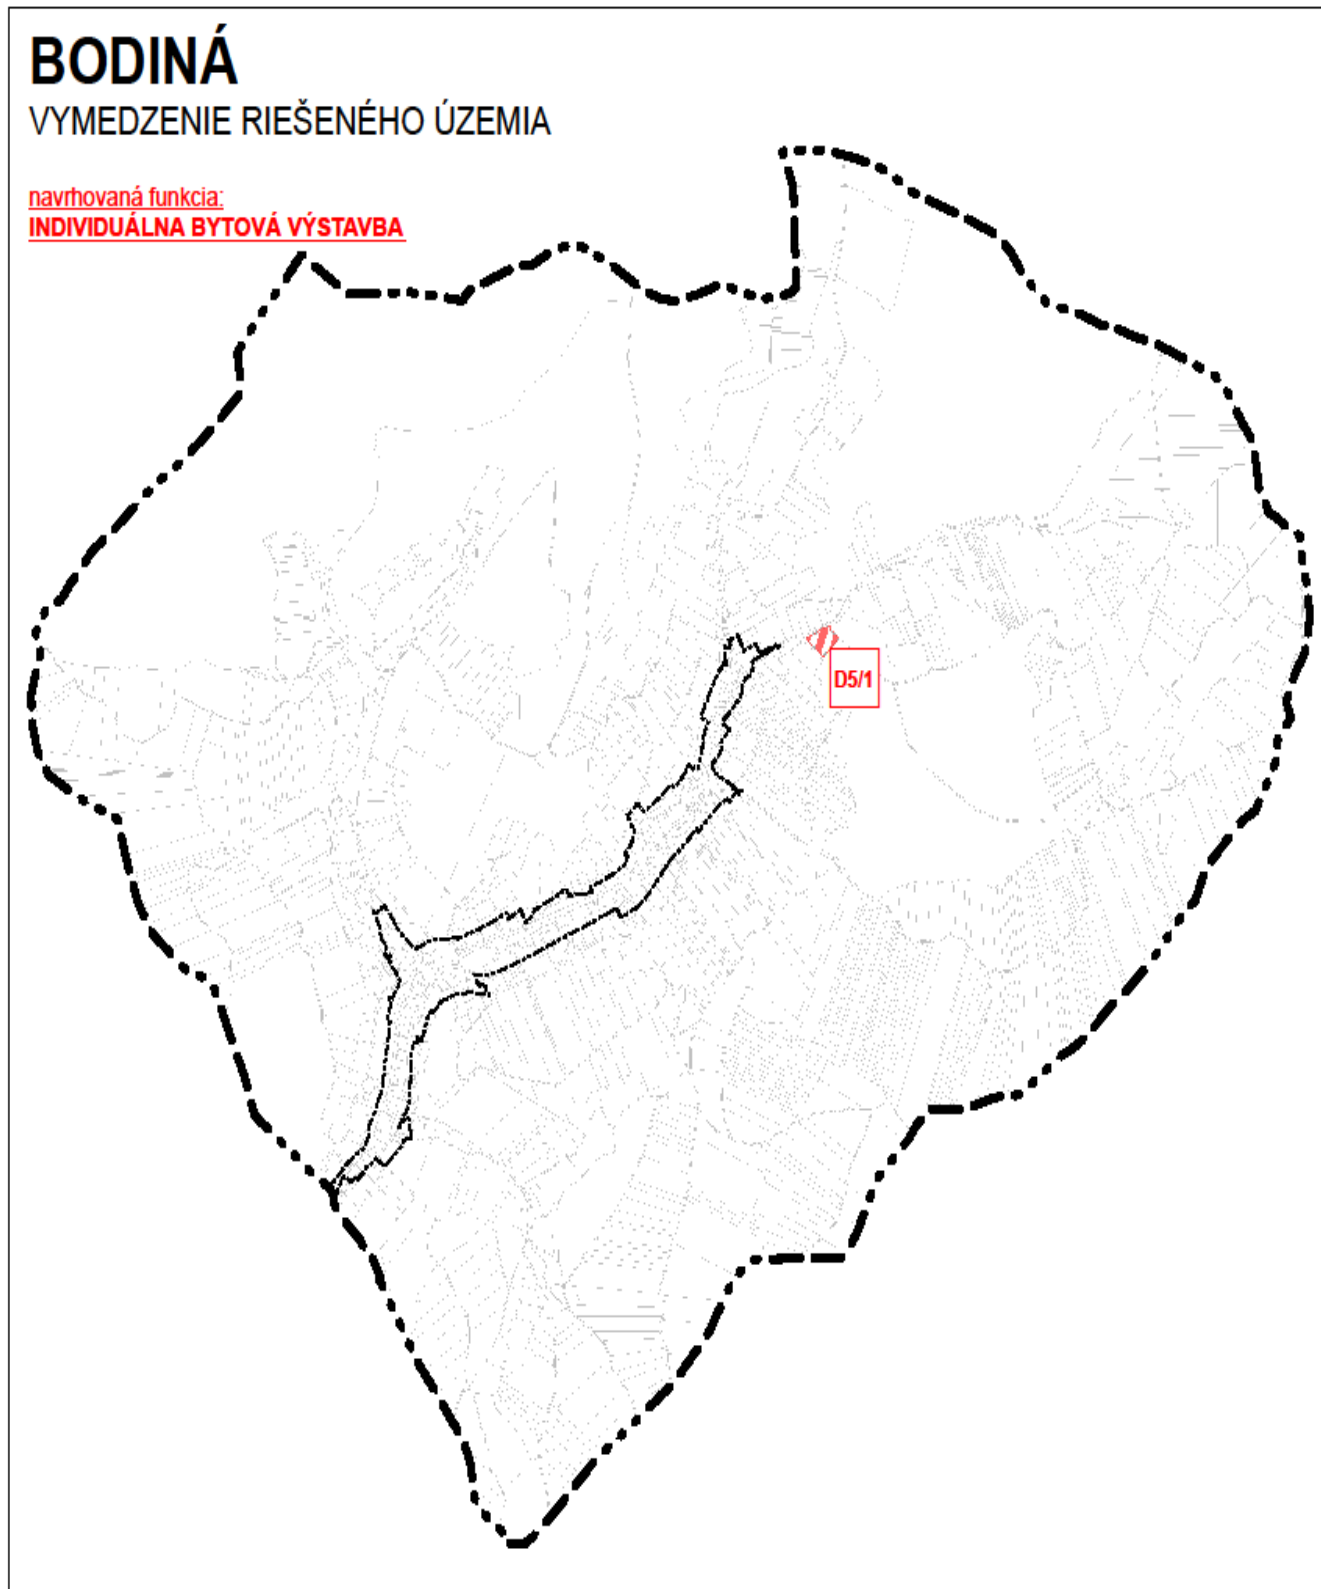 BODINÁ
VYMEDZENIE RIEŠENÉHO ÚZEMIA
navrhovaná funkcia:
INDIVIDUÁLNA BYTOVÁ VÝSTAVBA
D5/1